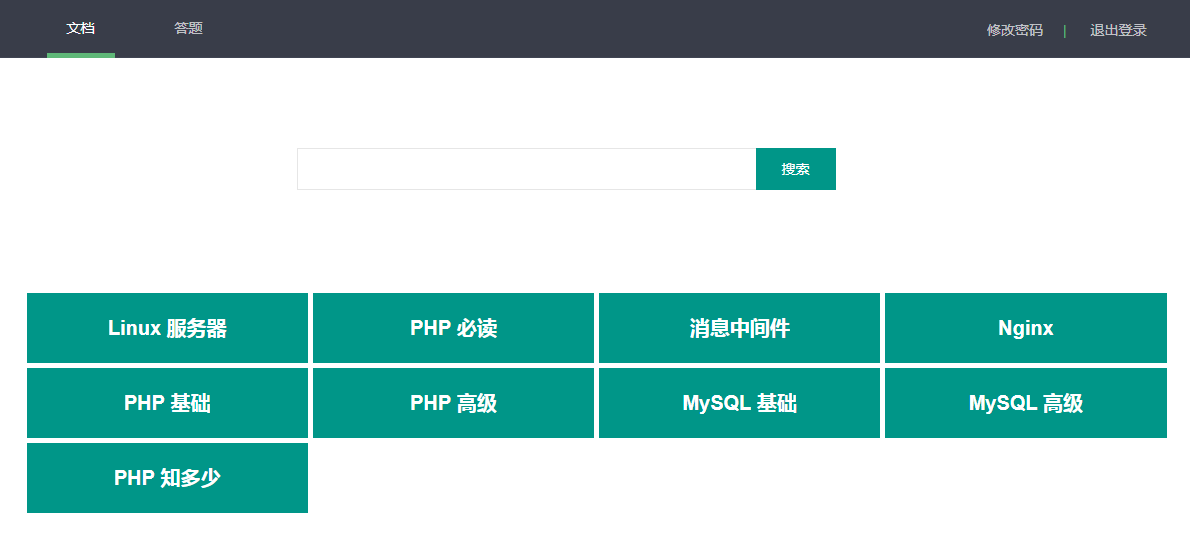 文档 答题 修改密码 | 退出登录
搜索
Linux 服务器 PHP 必读 消息中间件 Nginx
PHP 基础 PHP 高级 MySQL 基础 MySQL 高级
PHP 知多少